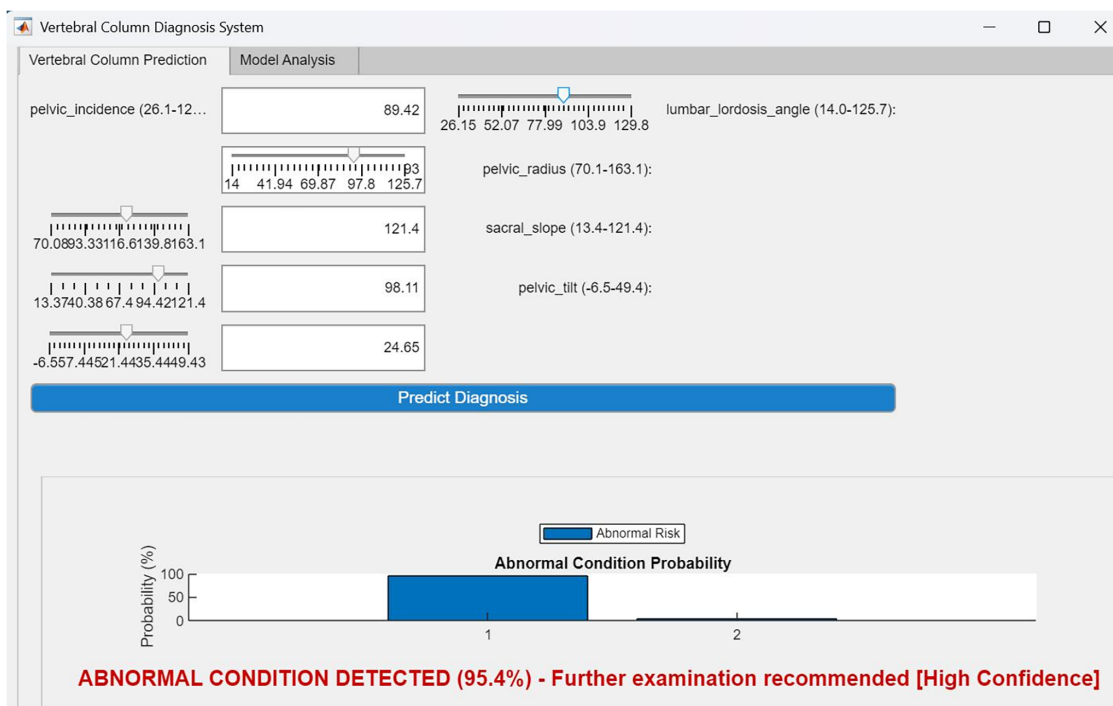 Vertebral Column Diagnosis System
Vertebral Column Prediction Model Analysis
pelvic_incidence (26.1-12... 89.42 lumbar_lordosis_angle (14.0-125.7):
26.15 52.07 77.99 103.9 129.8
93 pelvic_radius (70.1-163.1):
14 41.94 69.87 97.8 125.7
121.4 sacral_slope (13.4-121.4):
70.0893.33116.6139.8163.1
98.11 pelvic_tilt (-6.5-49.4):
13.3740.38 67.4 94.42121.4
24.65
-6.557.44521.4435.4449.43
Predict Diagnosis
Abnormal Risk
Abnormal Condition Probability
Probability (%)
100
50
0
1 2
ABNORMAL CONDITION DETECTED (95.4%) - Further examination recommended [High Confidence]